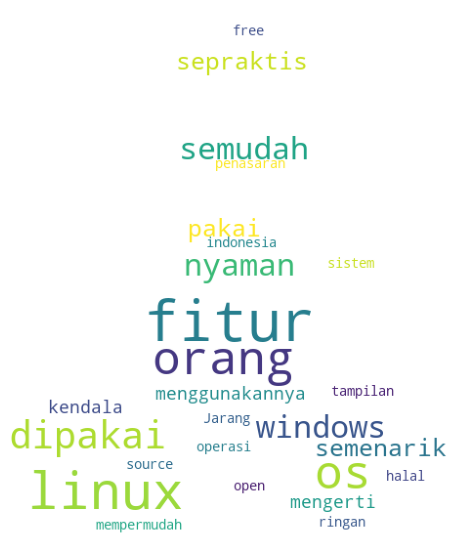 free
sepraktis
semudah
penasaran
pakai
indonesia
nyaman sistem
fitur
orang
menggunakannya tampilan
kendala Jarang windows
dipakai operasi semenarik
source os halal
linux open mengerti
mempermudah ringan